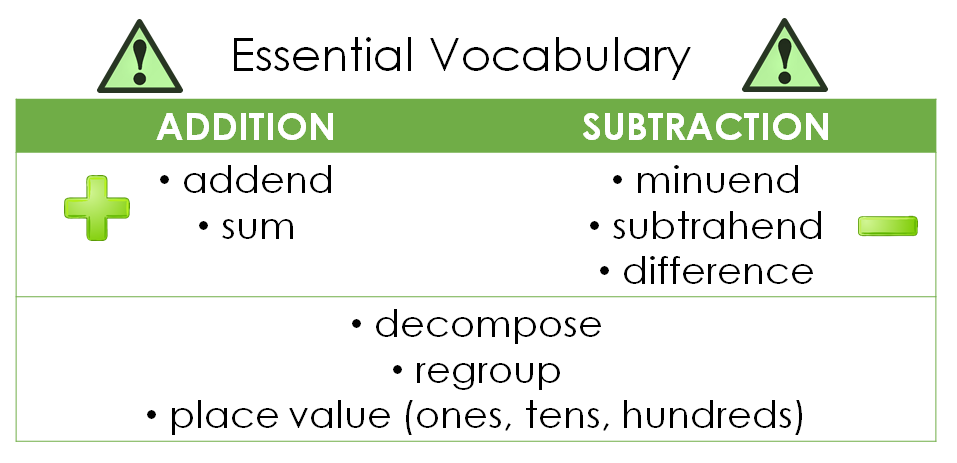 Essential Vocabulary
ADDITION
SUBTRACTION
• addend
• sum
• minuend
• subtrahend
• difference
• decompose
• regroup
• place value (ones, tens, hundreds)